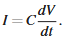 I = C dV/dt.